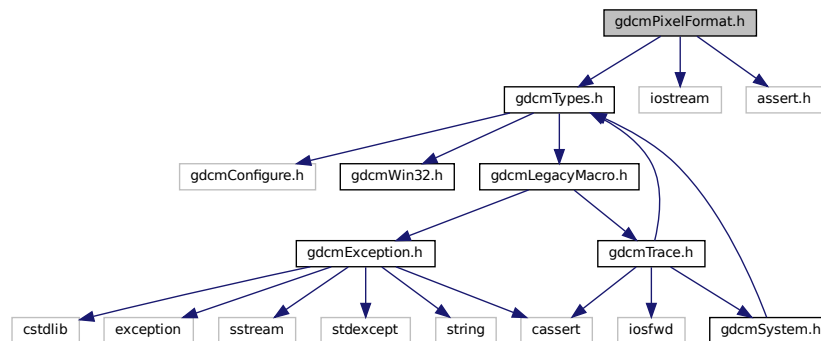 gdcmPixelFormat.h
gdcmTypes.h
iostream
assert.h
gdcmConfigure.h
gdcmWin32.h
gdcmLegacyMacro.h
gdcmException.h
gdcmTrace.h
cstdlib
exception
sstream
stdexcept
string
cassert
iosfwd
gdcmSystem.h